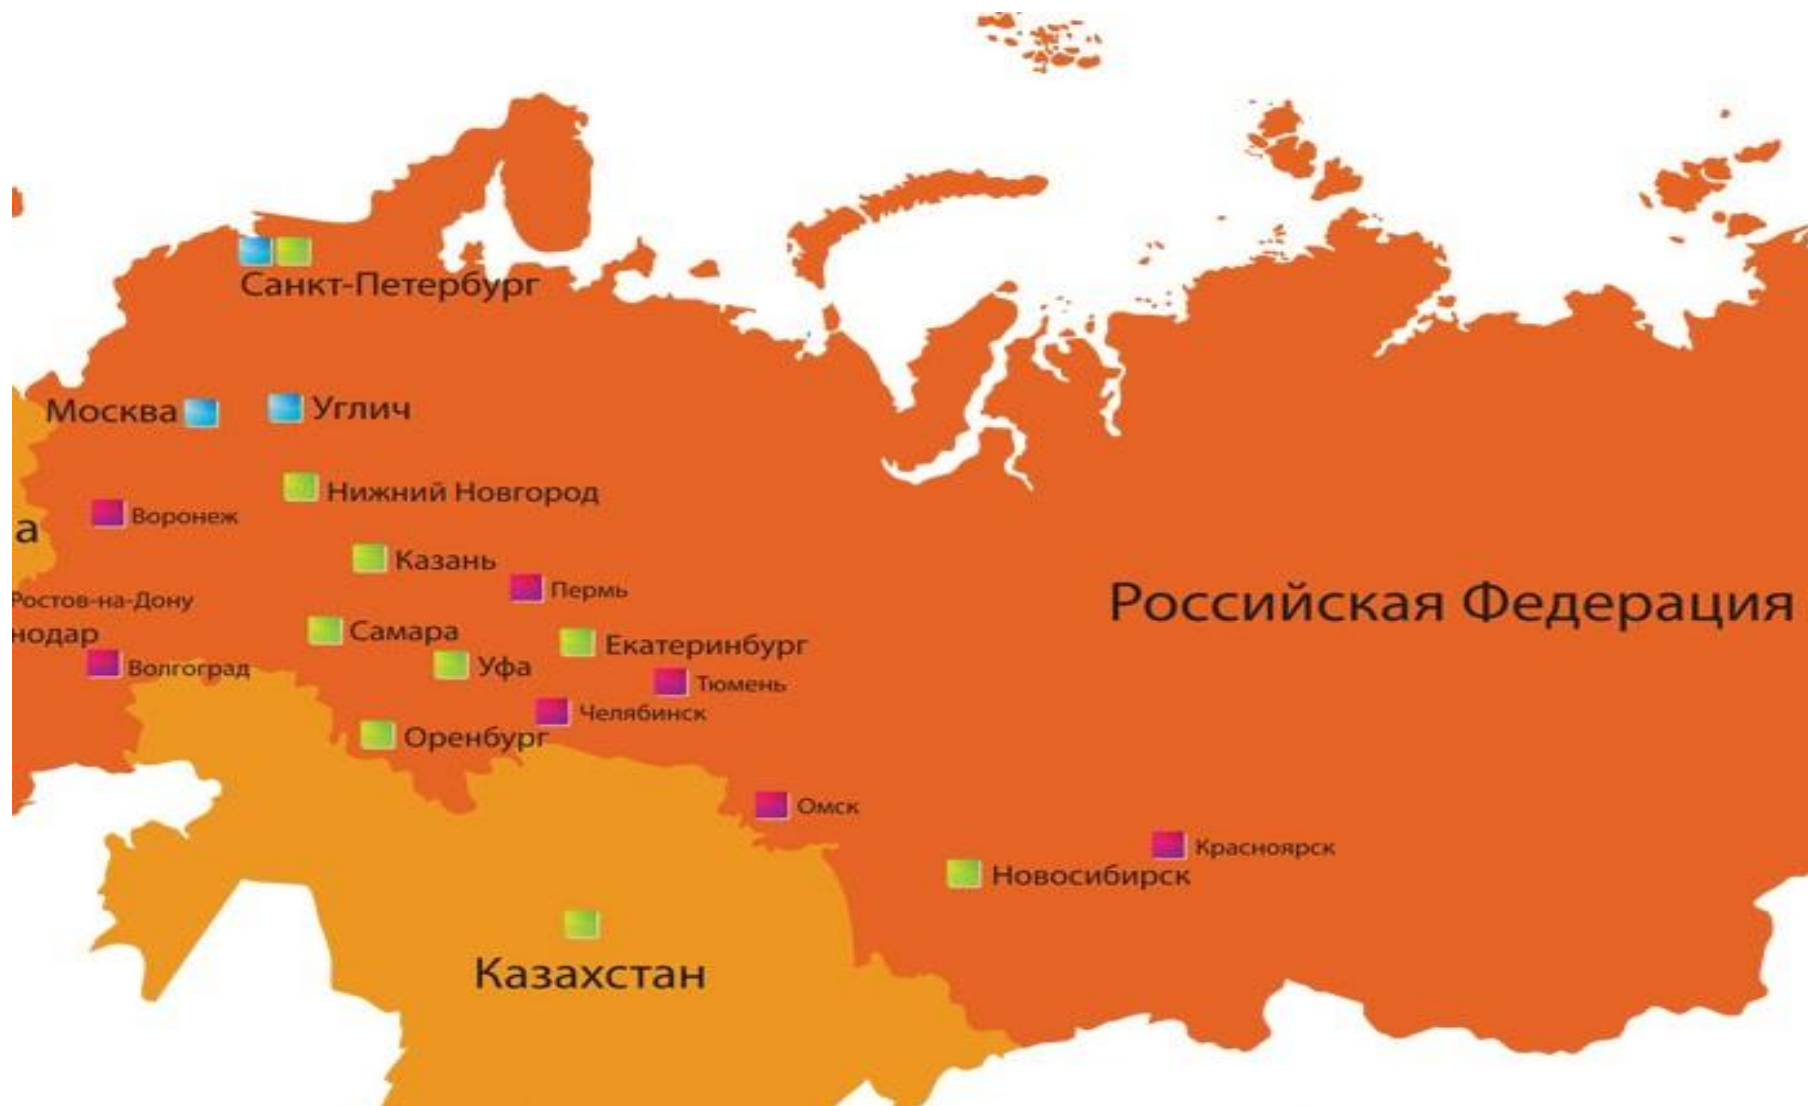 Санкт-Петербург
Москва
Углич
Нижний Новгород
Воронеж
а
Казань
Пермь
Российская Федерация
Ростов-на-Дону
нодар
Самара
Екатеринбург
Волгоград
Уфа
Тюмень
Челябинск
Оренбург
Омск
Красноярск
Новосибирск
Казахстан